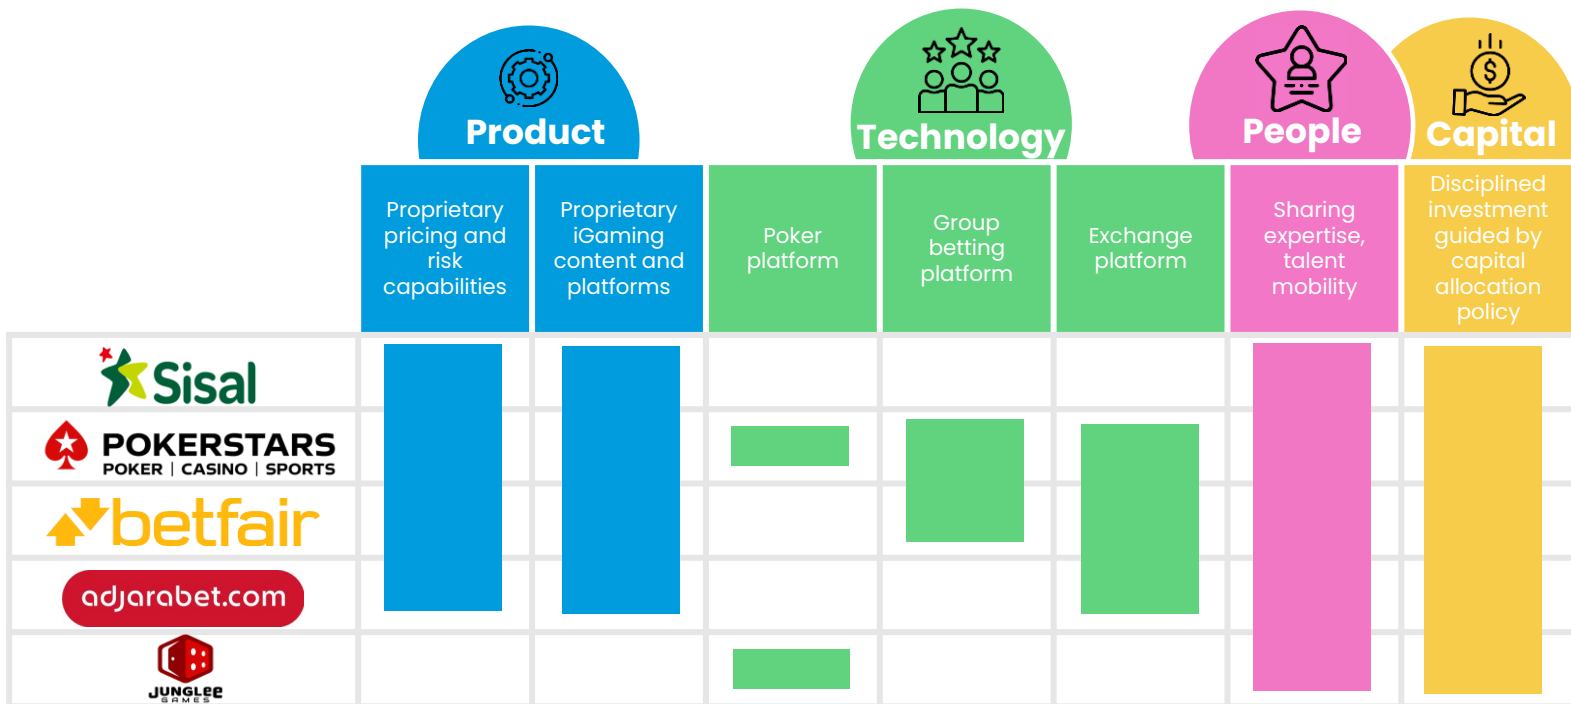 Product
Technology
People
Capital
Proprietary
pricing and
risk
capabilities
Proprietary
iGaming
content and
platforms
Poker
platform
Group
betting
platform
Exchange
platform
Sharing
expertise,
talent
mobility
Disciplined
investment
guided by
capital
allocation
policy
Sisal
POKERSTARS
POKER | CASINO | SPORTS
betfair
adjarabet.com
JUNGLEE
GAMES